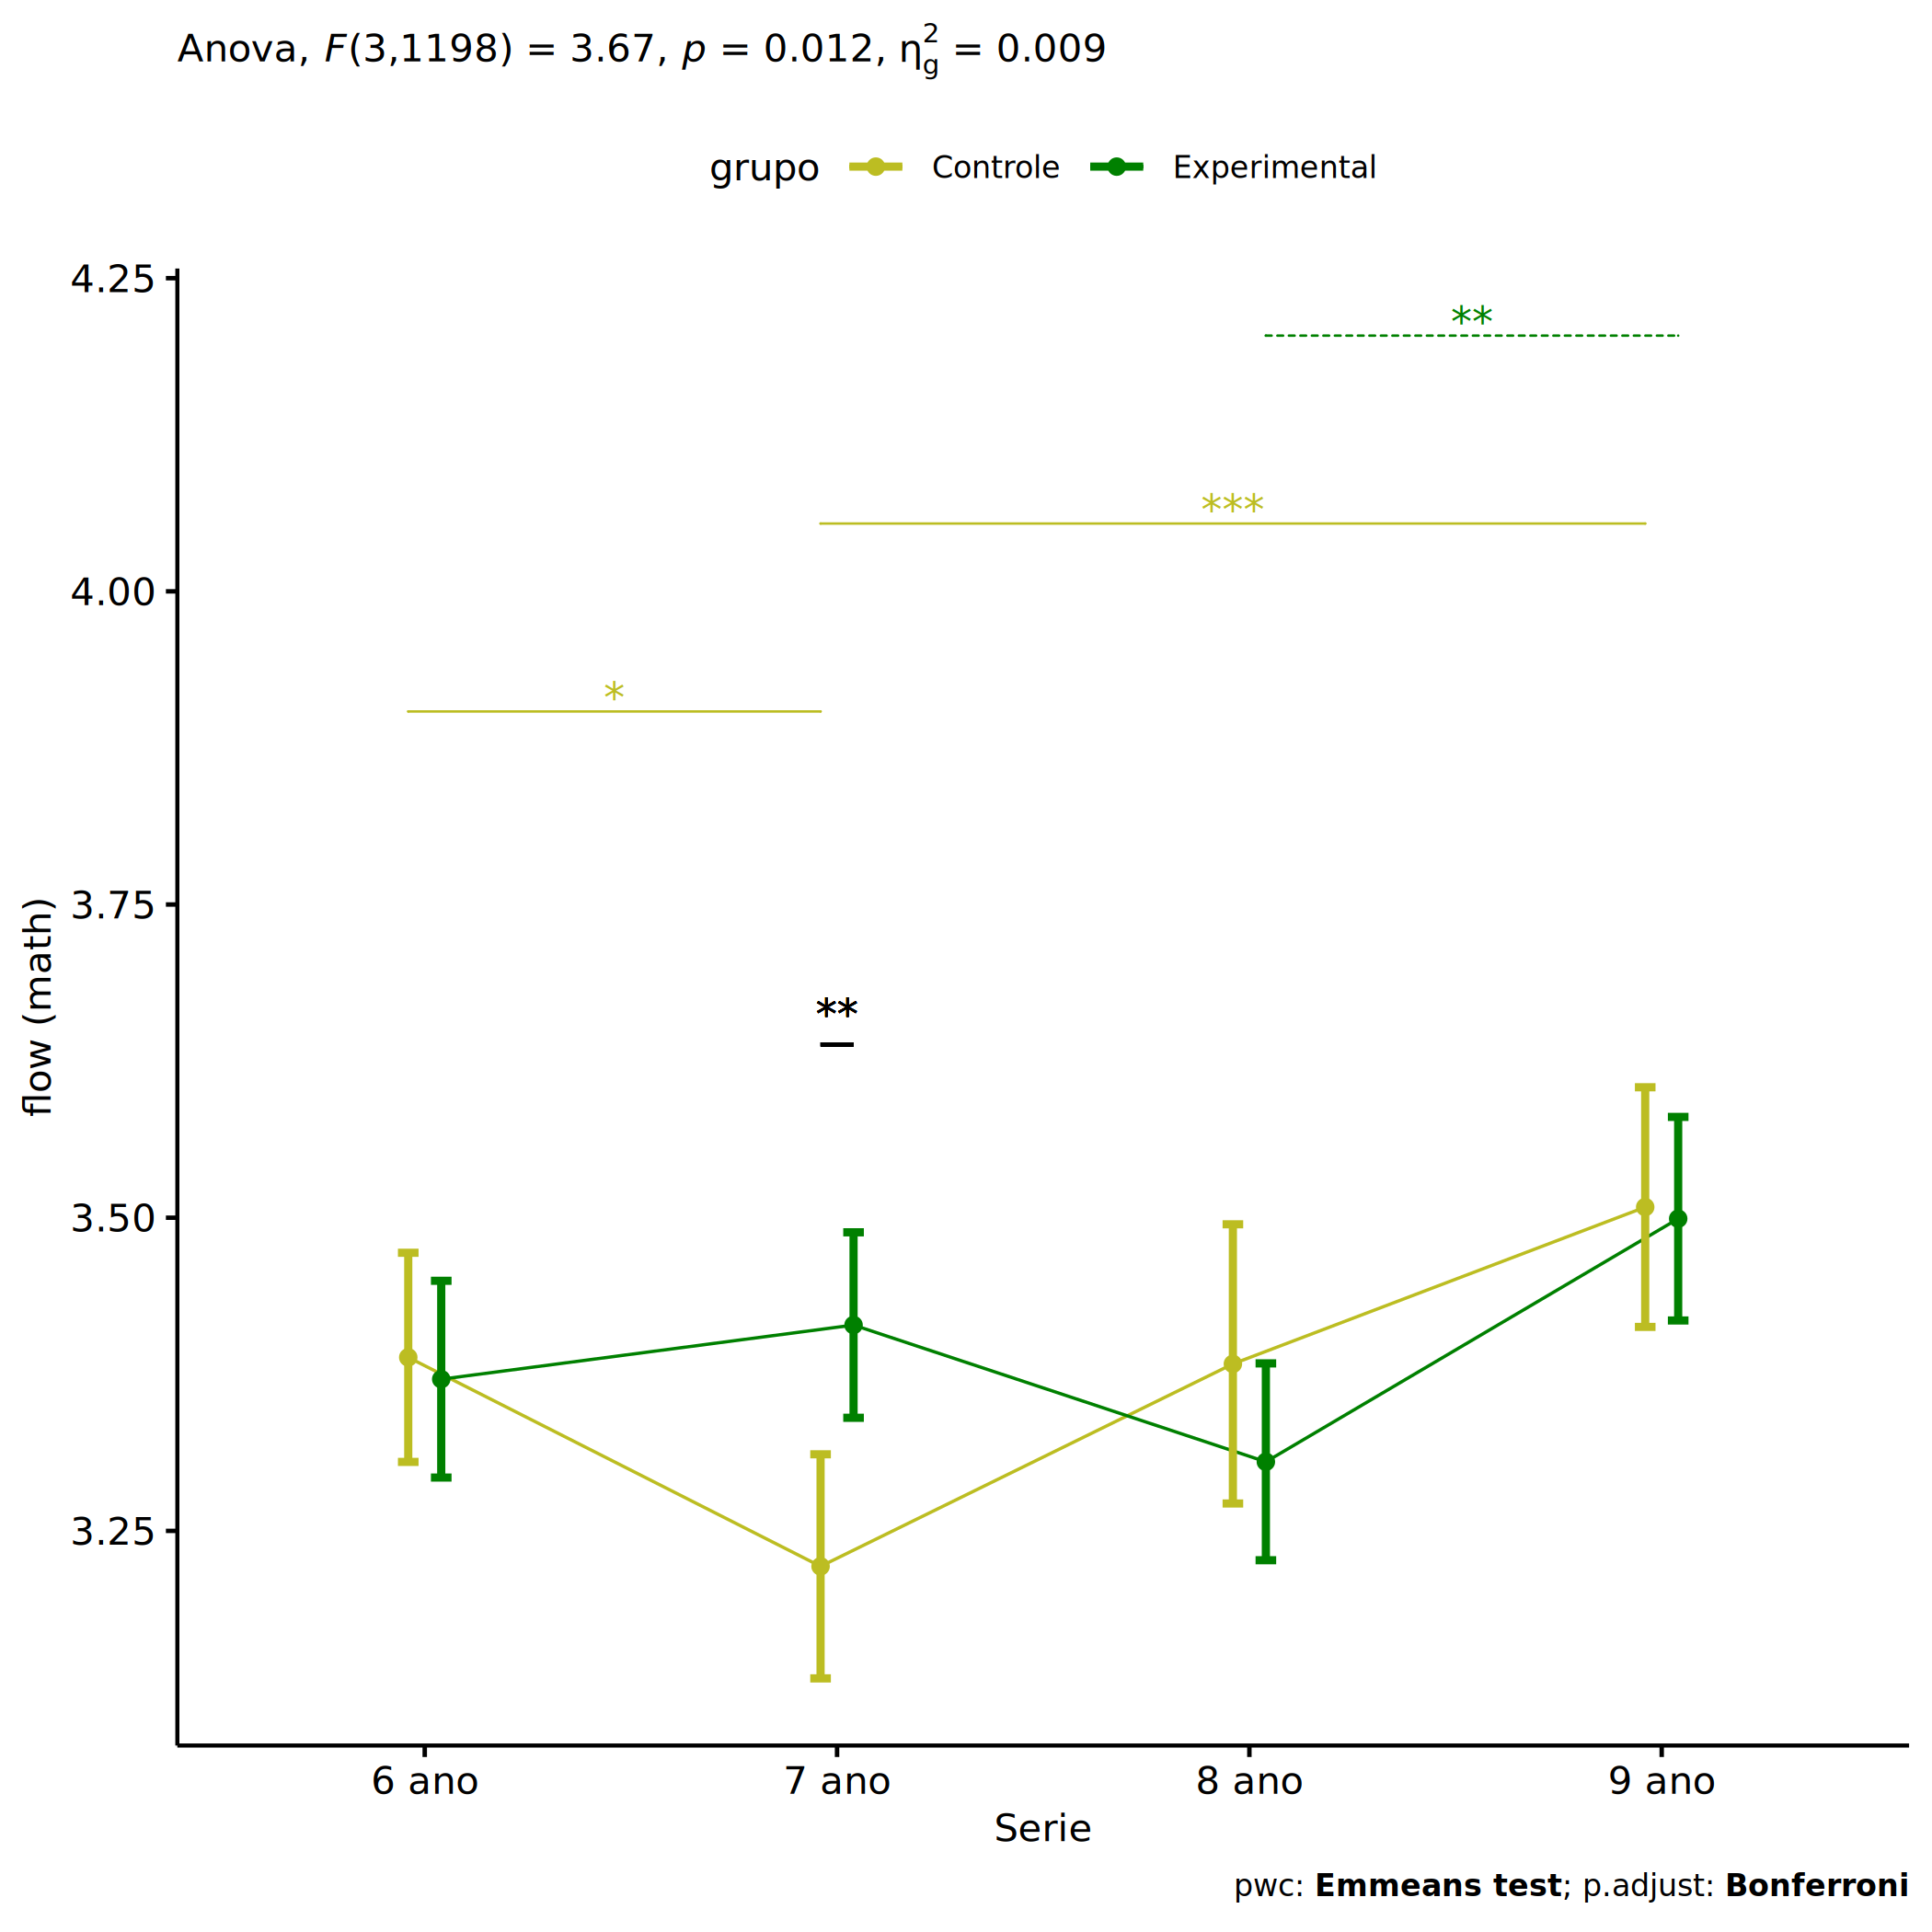 Anova, F(3,1198) = 3.67, p = 0.012, η²g = 0.009
grupo Controle Experimental
4.25
**
***
4.00
*
3.75
flow (math)
**
3.50
3.25
6 ano 7 ano 8 ano 9 ano
Serie
pwc: Emmeans test; p.adjust: Bonferroni